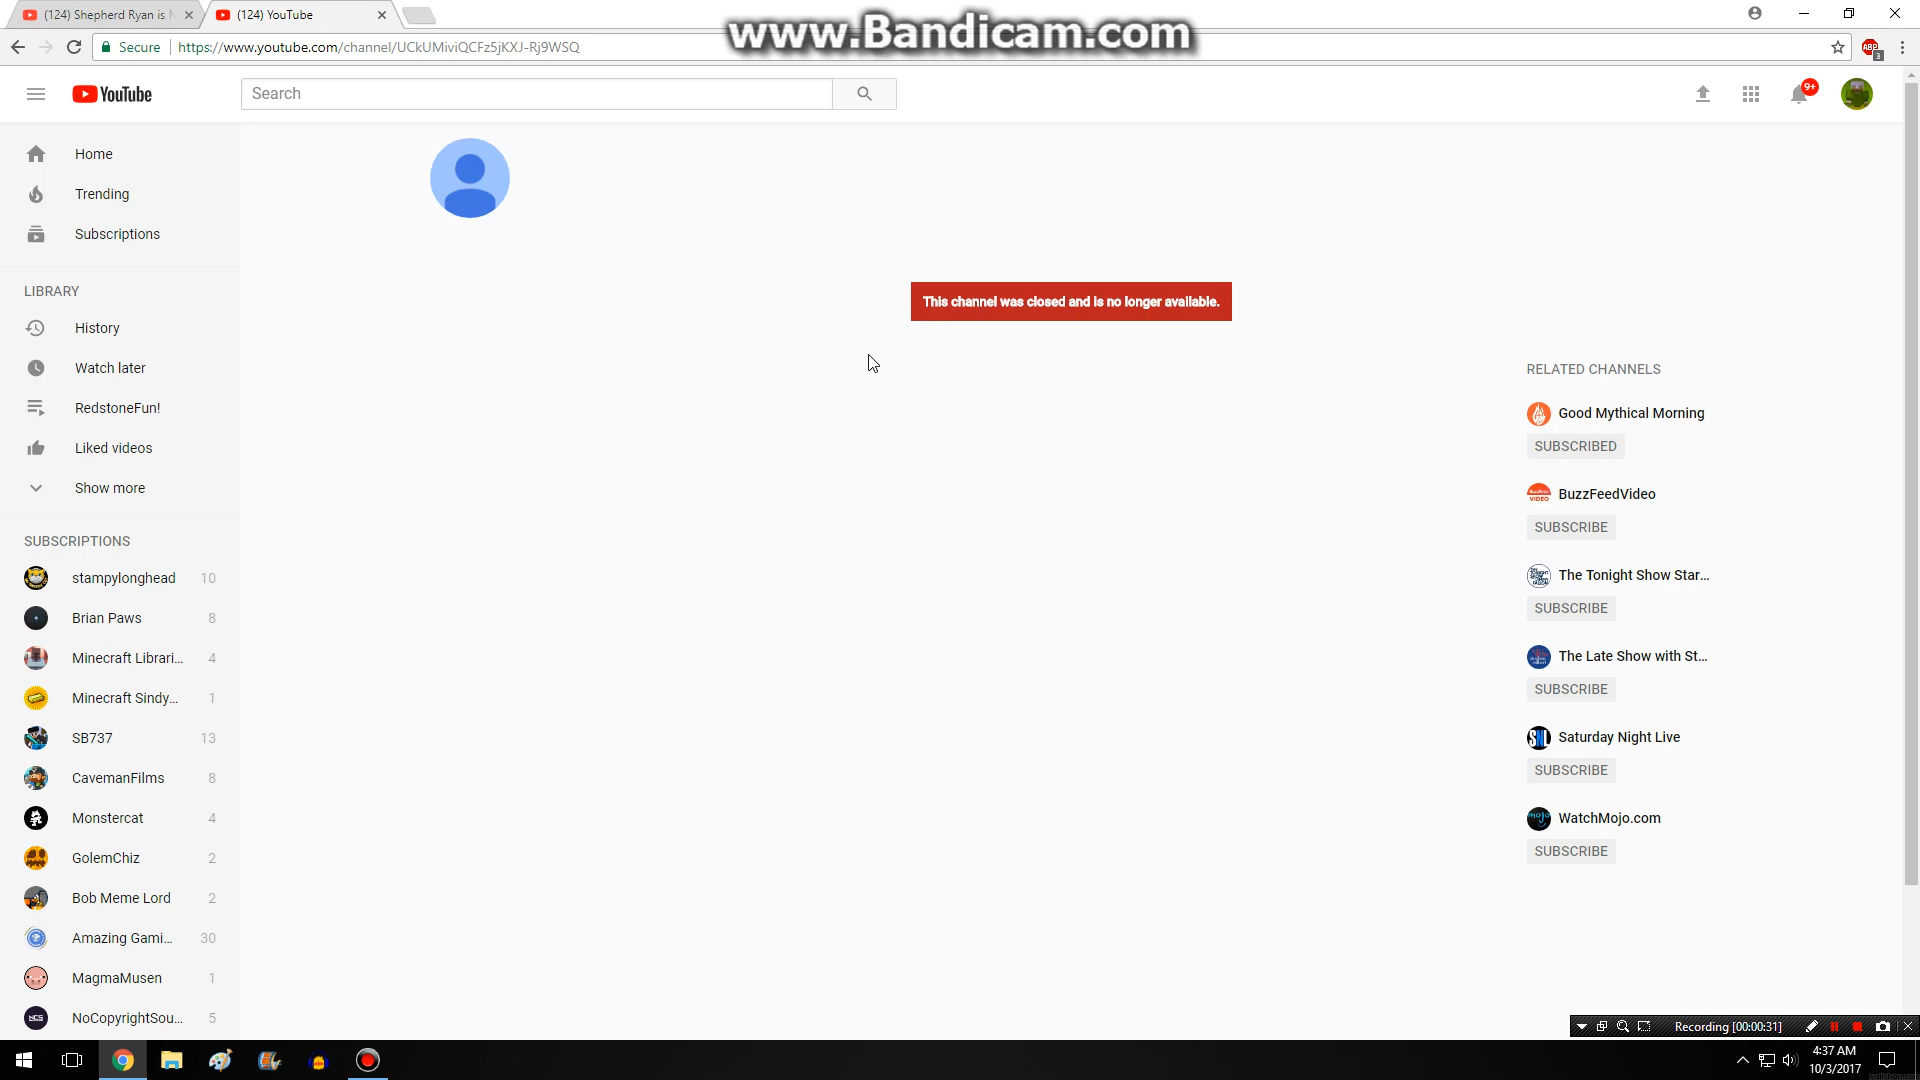 (124) Shepherd Ryan is
(124) YouTube
www.Bandicam.com
Secure
https://www.youtube.com/channel/UCkUMiviQCFz5jKXJ-Rj9WSQ
ABP
3
YouTube
Search
9+
Home
Trending
Subscriptions
This channel was closed and is no longer available.
LIBRARY
History
Watch later
RedstoneFun!
Liked videos
Show more
RELATED CHANNELS
Good Mythical Morning
SUBSCRIBED
BuzzFeedVideo
SUBSCRIBE
The Tonight Show Star...
SUBSCRIBE
The Late Show with St...
SUBSCRIBE
Saturday Night Live
SUBSCRIBE
WatchMojo.com
SUBSCRIBE
SUBSCRIPTIONS
stampylonghead 10
Brian Paws 8
Minecraft Librari... 4
Minecraft Sindy... 1
SB737 13
CavemanFilms 8
Monstercat 4
GolemChiz 2
Bob Meme Lord 2
Amazing Gami... 30
MagmaMusen 1
NoCopyrightSou... 5
Recording [00:00:31]
4:37 AM
10/3/2017